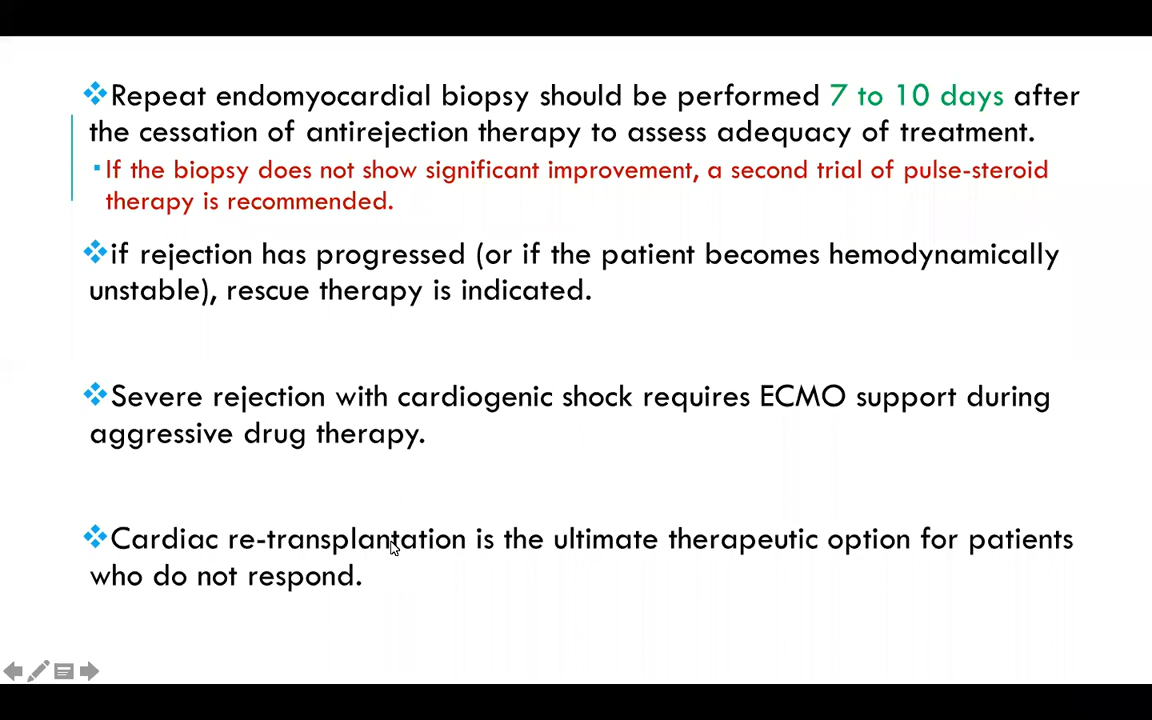 ❖Repeat endomyocardial biopsy should be performed 7 to 10 days after
the cessation of antirejection therapy to assess adequacy of treatment.
▪If the biopsy does not show significant improvement, a second trial of pulse-steroid
therapy is recommended.
❖if rejection has progressed (or if the patient becomes hemodynamically
unstable), rescue therapy is indicated.
❖Severe rejection with cardiogenic shock requires ECMO support during
aggressive drug therapy.
❖Cardiac re-transplantation is the ultimate therapeutic option for patients
who do not respond.